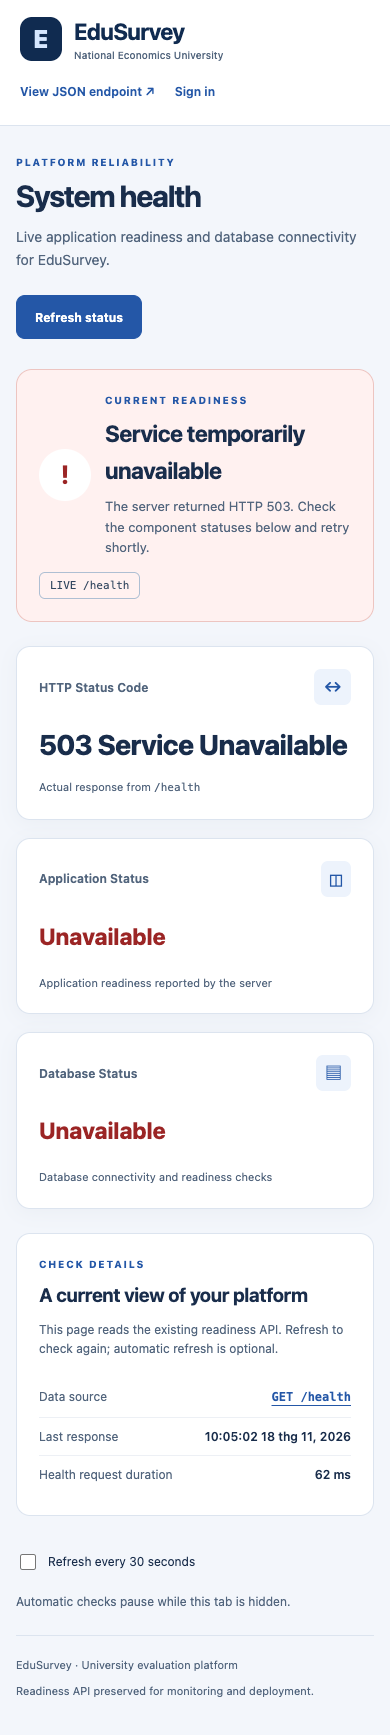 E
EduSurvey
National Economics University
View JSON endpoint ↗ Sign in
PLATFORM RELIABILITY
System health
Live application readiness and database connectivity
for EduSurvey.
Refresh status
CURRENT READINESS
Service temporarily
unavailable
!
The server returned HTTP 503. Check
the component statuses below and retry
shortly.
LIVE /health
HTTP Status Code
503 Service Unavailable
Actual response from /health
Application Status
Unavailable
Application readiness reported by the server
Database Status
Unavailable
Database connectivity and readiness checks
CHECK DETAILS
A current view of your platform
This page reads the existing readiness API. Refresh to
check again; automatic refresh is optional.
Data source GET /health
Last response 10:05:02 18 thg 11, 2026
Health request duration 62 ms
Refresh every 30 seconds
Automatic checks pause while this tab is hidden.
EduSurvey · University evaluation platform
Readiness API preserved for monitoring and deployment.